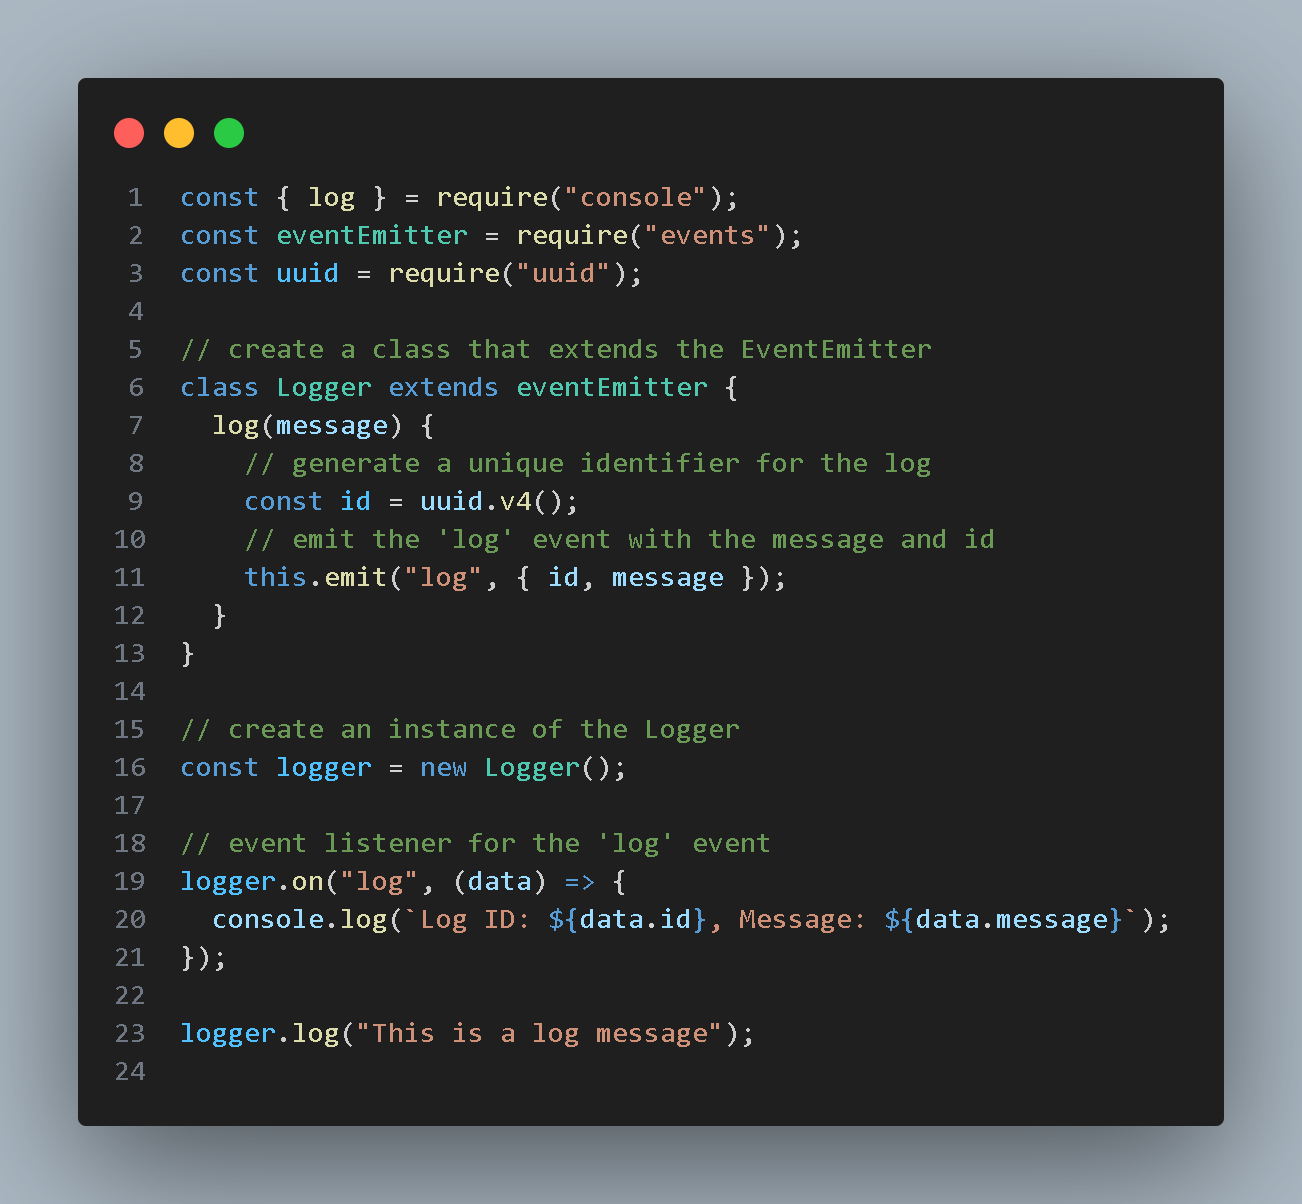 1 const { log } = require("console");
2 const eventEmitter = require("events");
3 const uuid = require("uuid");
4
5 // create a class that extends the EventEmitter
6 class Logger extends eventEmitter {
7   log(message) {
8     // generate a unique identifier for the log
9     const id = uuid.v4();
10     // emit the 'log' event with the message and id
11     this.emit("log", { id, message });
12   }
13 }
14
15 // create an instance of the Logger
16 const logger = new Logger();
17
18 // event listener for the 'log' event
19 logger.on("log", (data) => {
20   console.log(`Log ID: ${data.id}, Message: ${data.message}`);
21 });
22
23 logger.log("This is a log message");
24